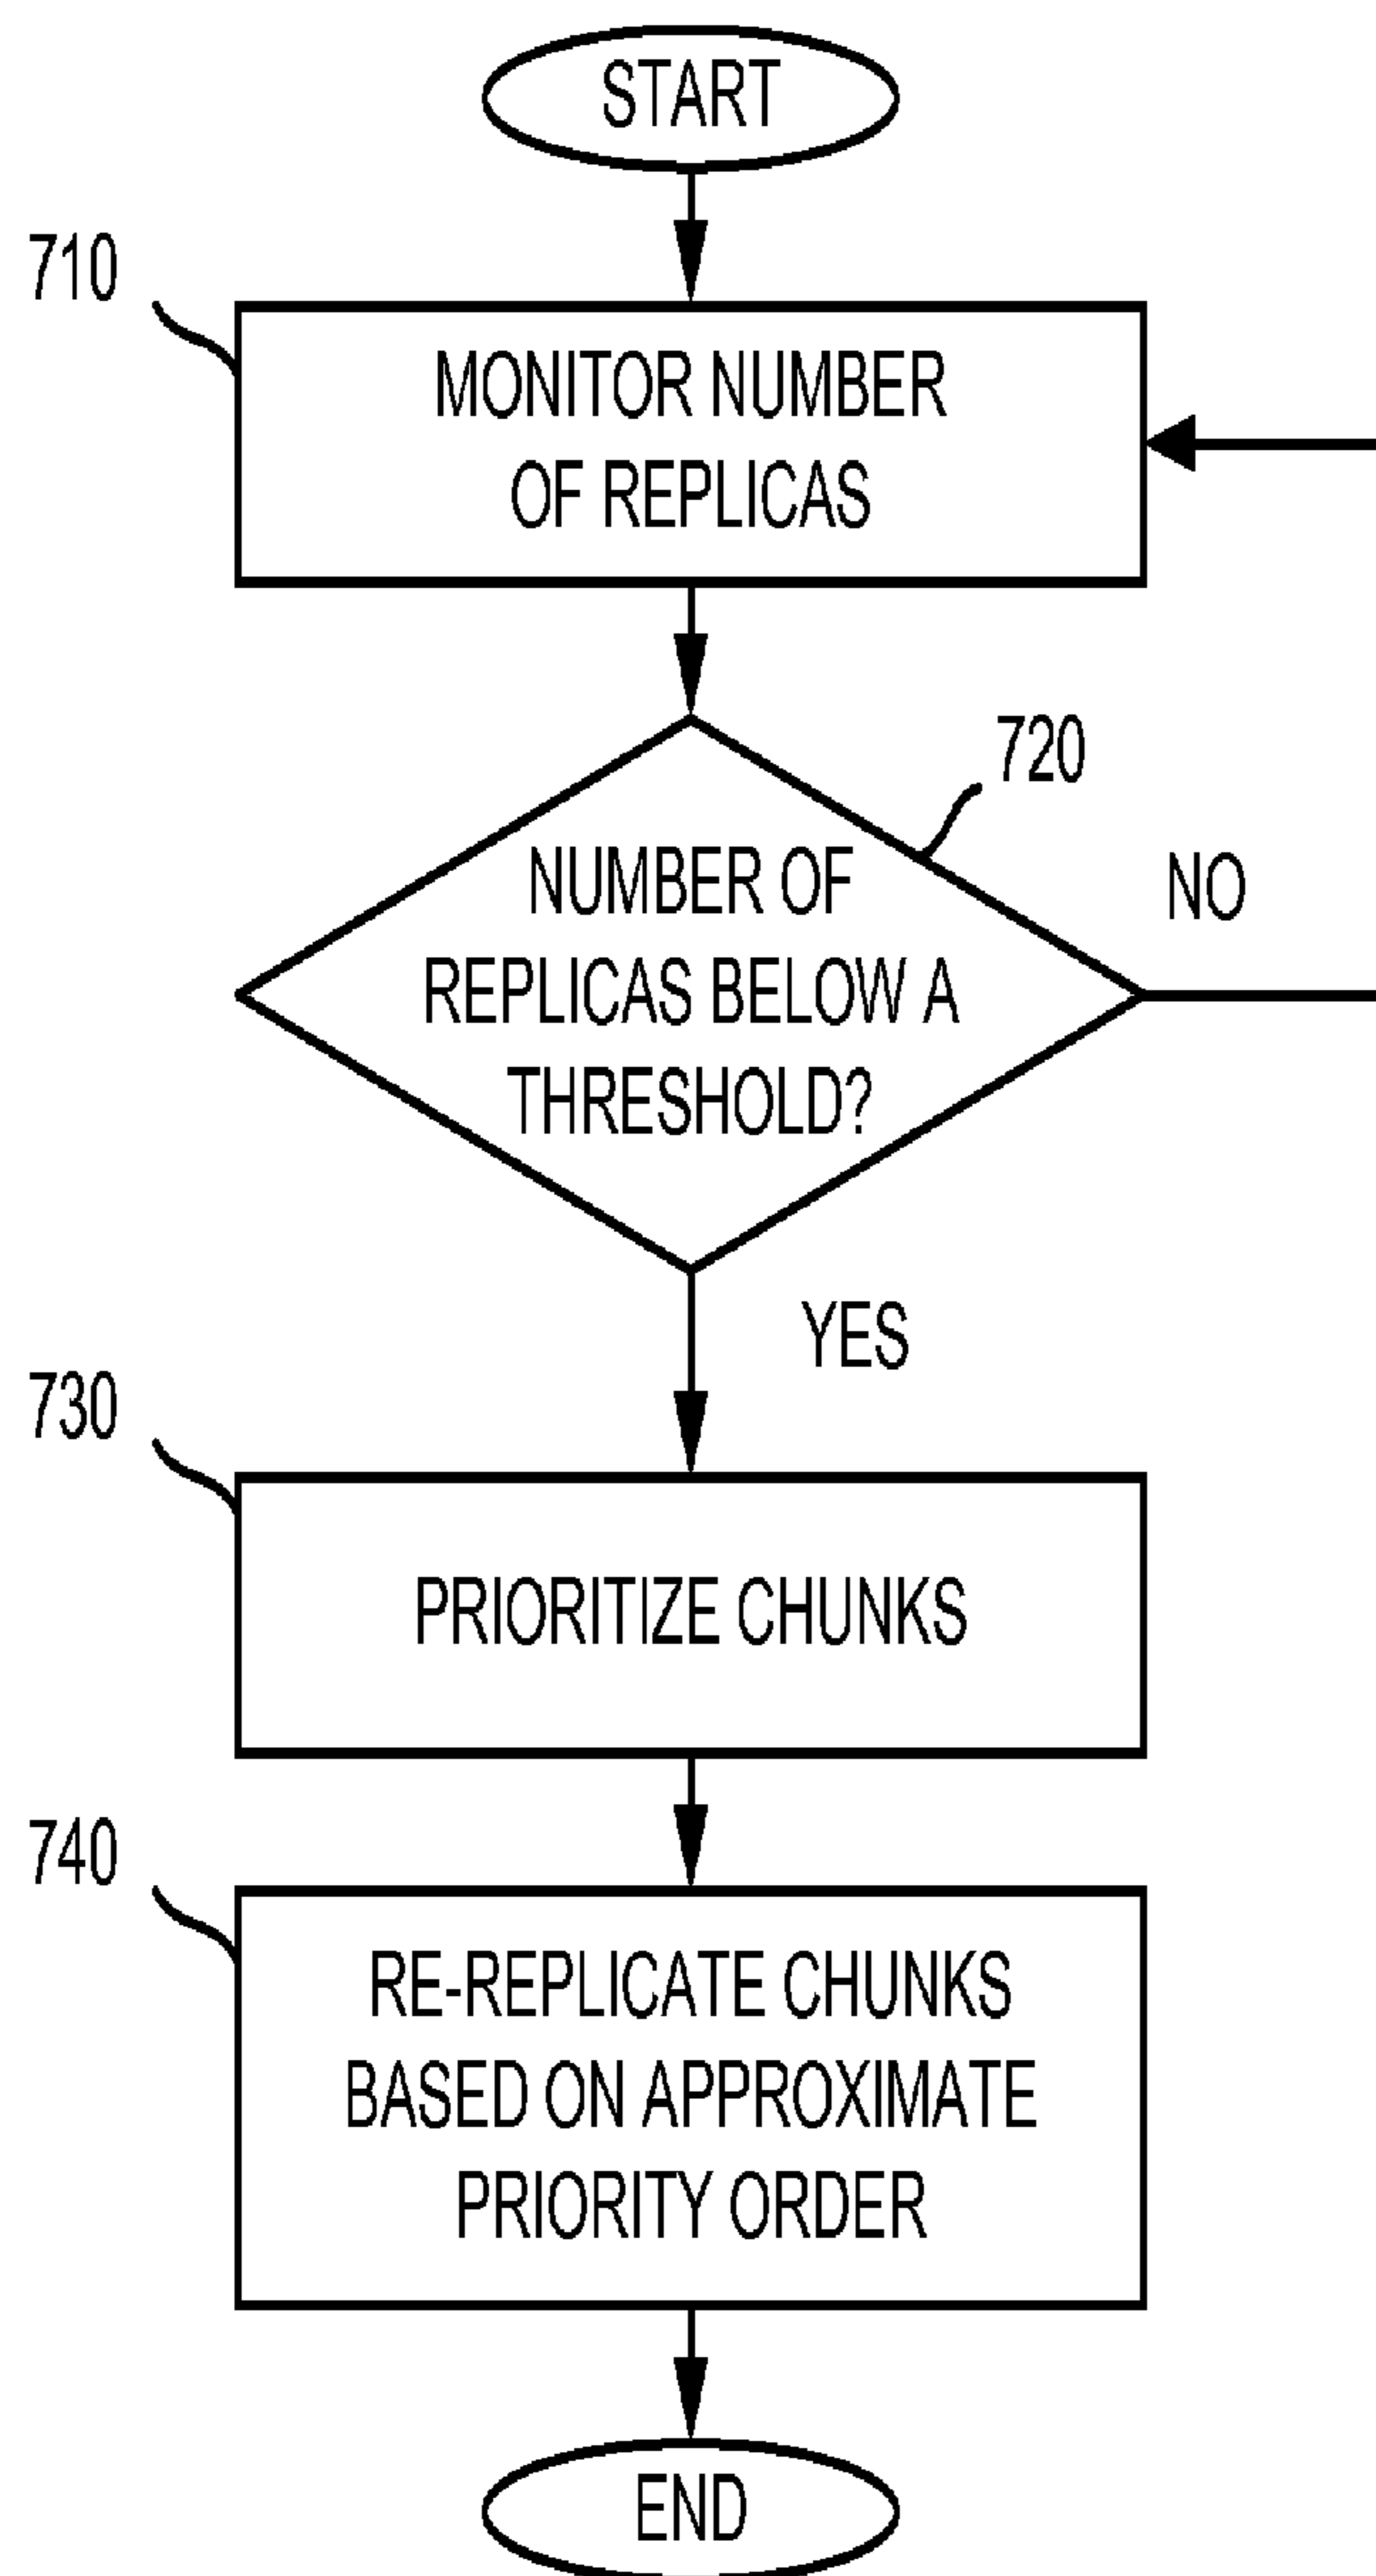 START
710
MONITOR NUMBER
OF REPLICAS
720
NUMBER OF
REPLICAS BELOW A
THRESHOLD?
NO
YES
730
PRIORITIZE CHUNKS
740
RE-REPLICATE CHUNKS
BASED ON APPROXIMATE
PRIORITY ORDER
END